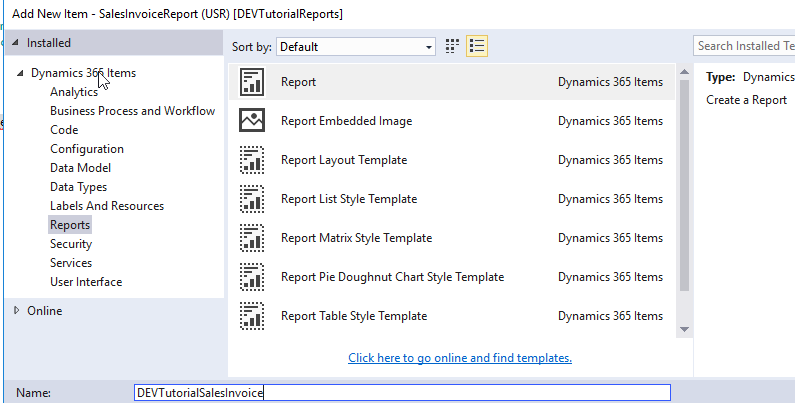 Add New Item - SalesInvoiceReport (USR) [DEVTutorialReports]
Installed
Sort by: Default
Search Installed Te
Dynamics 365 Items
Analytics
Business Process and Workflow
Code
Configuration
Data Model
Data Types
Labels And Resources
Reports
Security
Services
User Interface
Online
Report Dynamics 365 Items
Report Embedded Image Dynamics 365 Items
Report Layout Template Dynamics 365 Items
Report List Style Template Dynamics 365 Items
Report Matrix Style Template Dynamics 365 Items
Report Pie Doughnut Chart Style Template Dynamics 365 Items
Report Table Style Template Dynamics 365 Items
Click here to go online and find templates.
Type: Dynamics
Create a Report
Name: DEVTutorialSalesInvoice